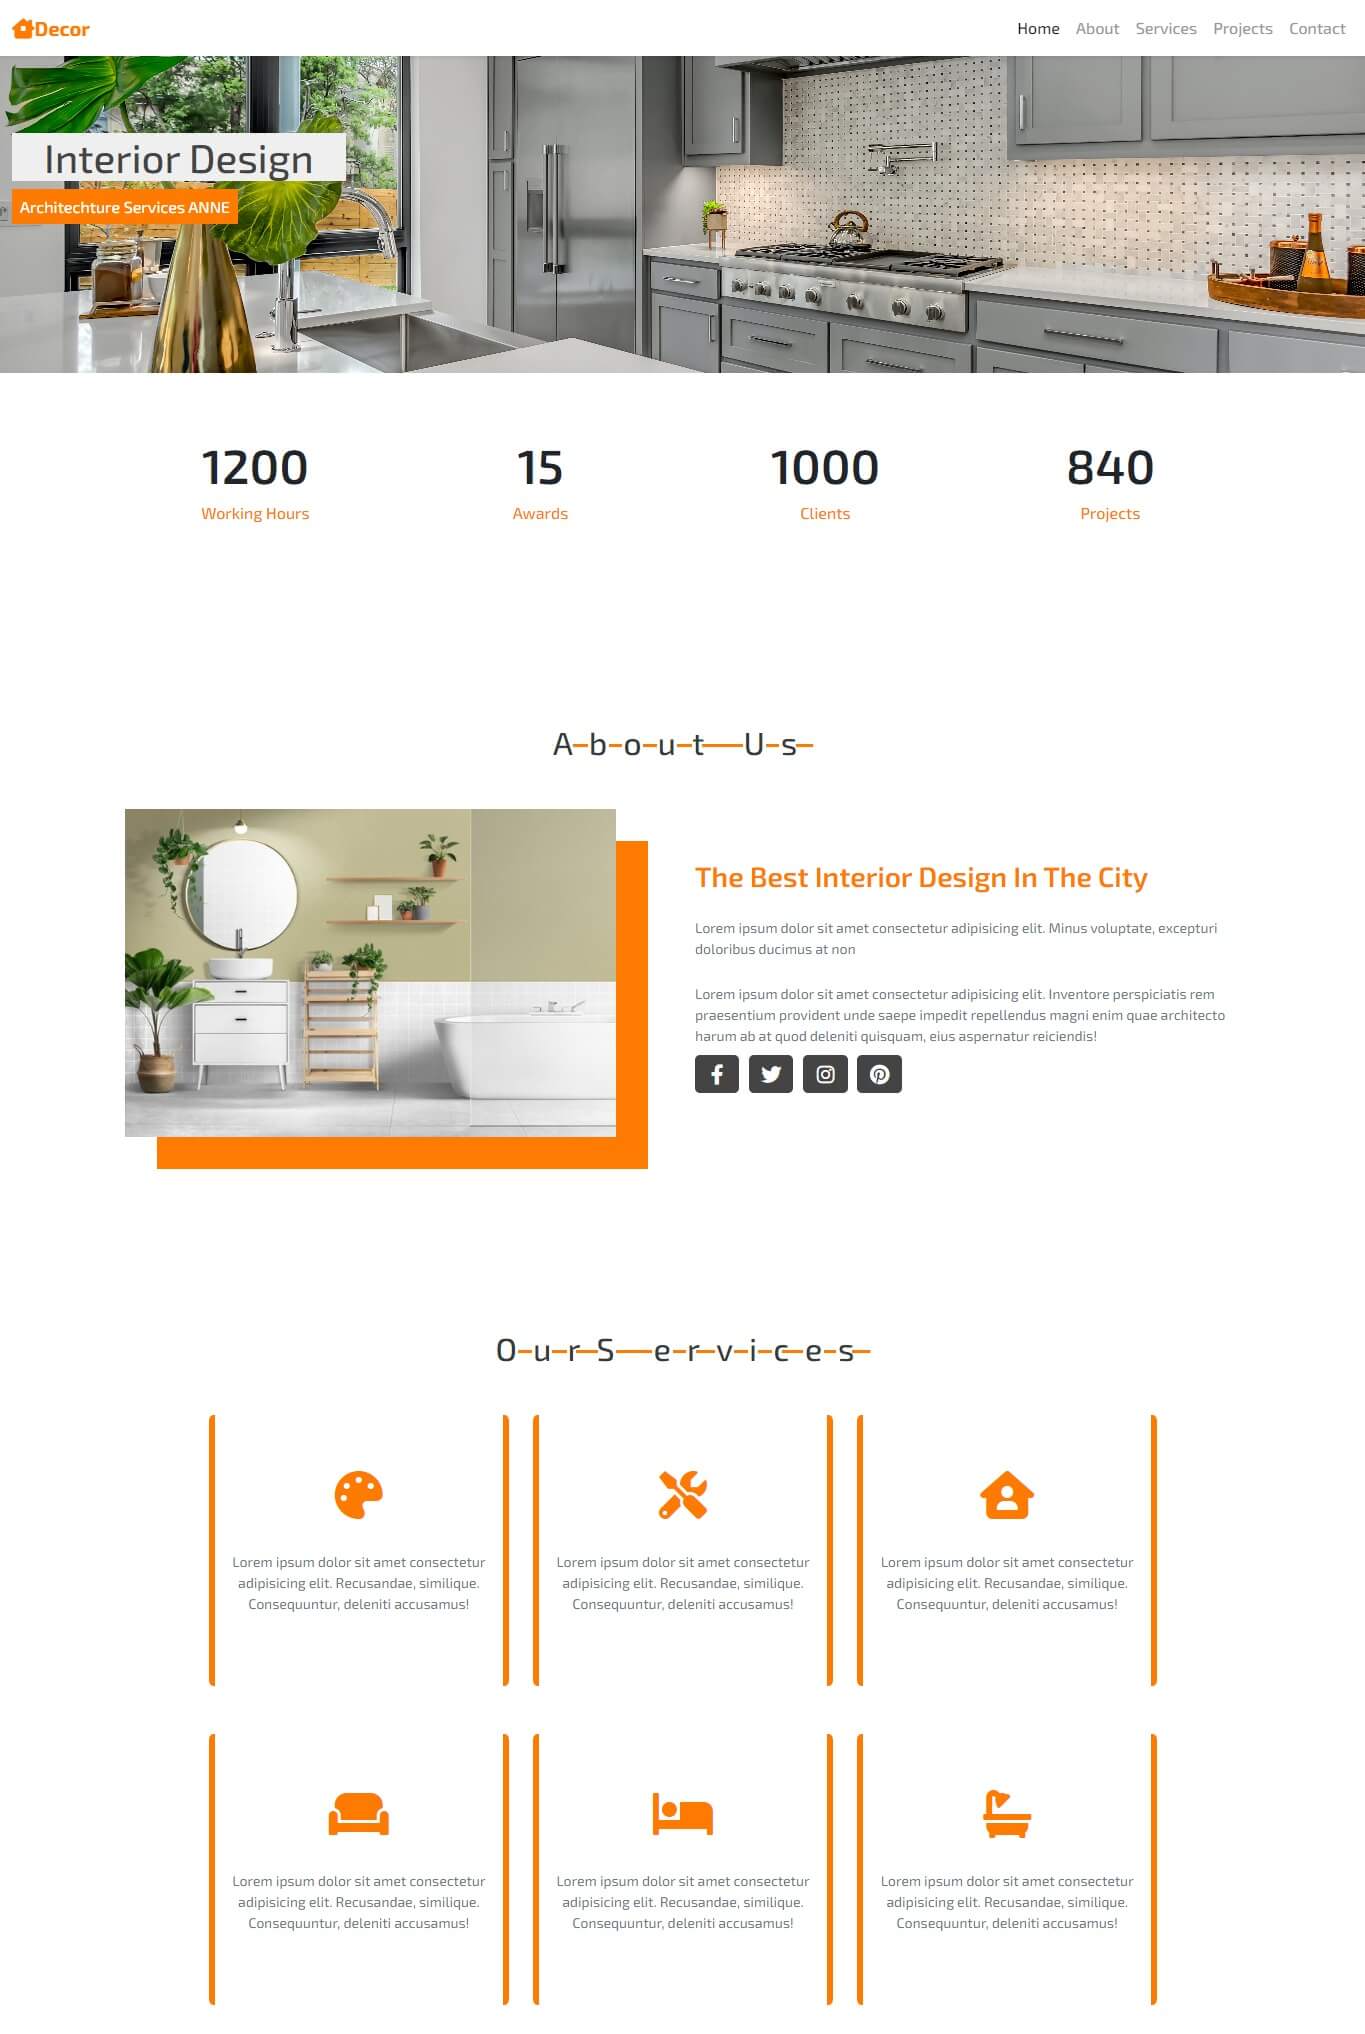 Decor
Home About Services Projects Contact
Interior Design
Architechture Services ANNE
1200 15 1000 840
Working Hours Awards Clients Projects
About Us
The Best Interior Design In The City
Lorem ipsum dolor sit amet consectetur adipisicing elit. Minus voluptate, excepturi
doloribus ducimus at non
Lorem ipsum dolor sit amet consectetur adipisicing elit. Inventore perspiciatis rem
praesentium provident unde saepe impedit repellendus magni enim quae architecto
harum ab at quod deleniti quisquam, eius aspernatur reiciendis!
OurServices
Lorem ipsum dolor sit amet consectetur
adipisicing elit. Recusandae, similique.
Consequuntur, deleniti accusamus!
Lorem ipsum dolor sit amet consectetur
adipisicing elit. Recusandae, similique.
Consequuntur, deleniti accusamus!
Lorem ipsum dolor sit amet consectetur
adipisicing elit. Recusandae, similique.
Consequuntur, deleniti accusamus!
Lorem ipsum dolor sit amet consectetur
adipisicing elit. Recusandae, similique.
Consequuntur, deleniti accusamus!
Lorem ipsum dolor sit amet consectetur
adipisicing elit. Recusandae, similique.
Consequuntur, deleniti accusamus!
Lorem ipsum dolor sit amet consectetur
adipisicing elit. Recusandae, similique.
Consequuntur, deleniti accusamus!